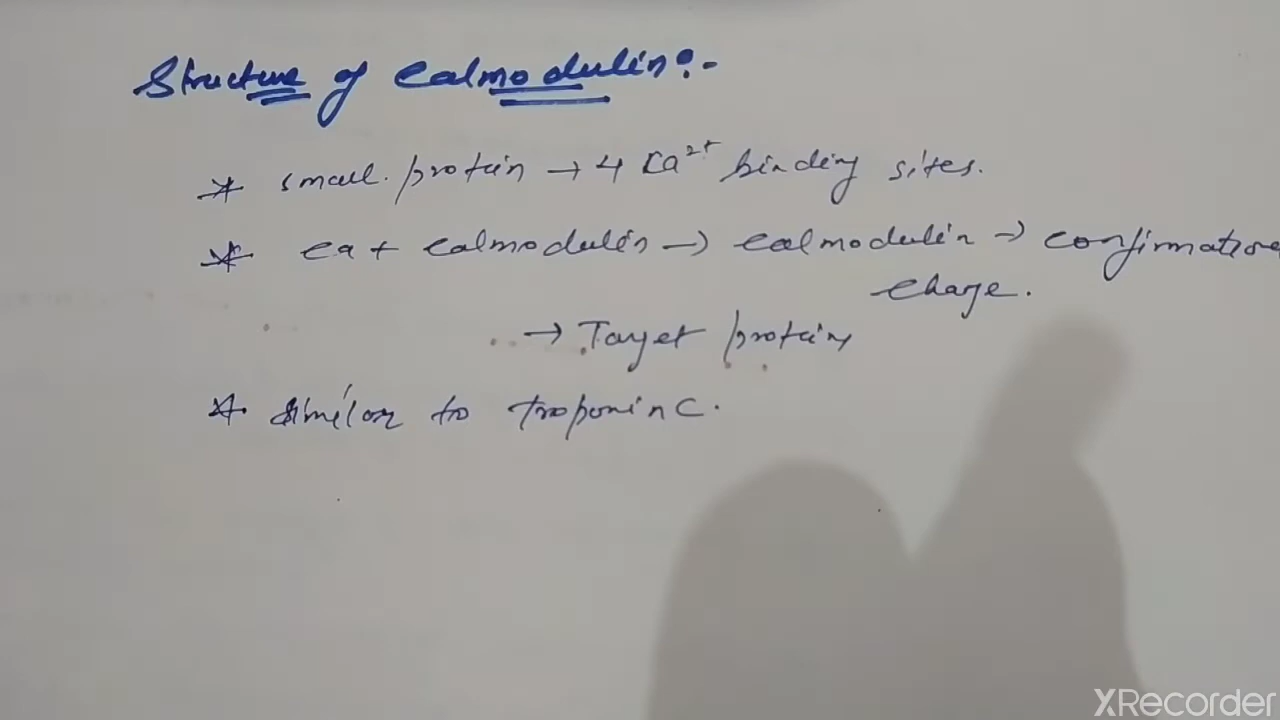 Structure of Calmodulin:-
* small protein → 4 Ca²⁺ binding sites.
* Ca + Calmodulin → Calmodulin → Confirmation
Change.
→ Target protein
* Similar to troponin C.
XRecorder